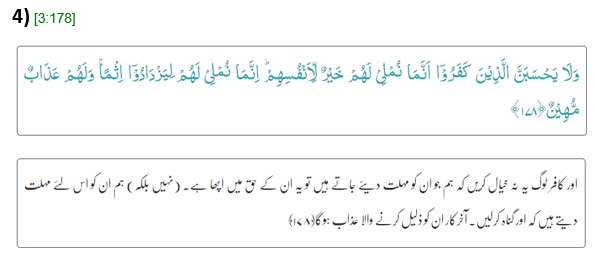 4) [3:178]
وَلَا يَحْسَبَنَّ الَّذِيْنَ كَفَرُوْٓا اَنَّمَا نُمْلِيْ لَهُمْ خَيْرٌ لِّاَنْفُسِهِمْ ۭ اِنَّمَا نُمْلِيْ لَهُمْ لِيَزْدَادُوْٓا اِثْمًا ۚ وَلَهُمْ عَذَابٌ
مُّهِيْنٌ ﴿١٧٨﴾
اور کافر لوگ یہ نہ خیال کریں کہ ہم جو ان کو مہلت دیئے جاتے ہیں تو یہ ان کے حق میں اچھا ہے۔ (نہیں بلکہ) ہم ان کو اس لئے مہلت
دیتے ہیں کہ اور گناہ کرلیں۔ آخرکار ان کو ذلیل کرنے والا عذاب ہوگا﴿۱۷۸﴾